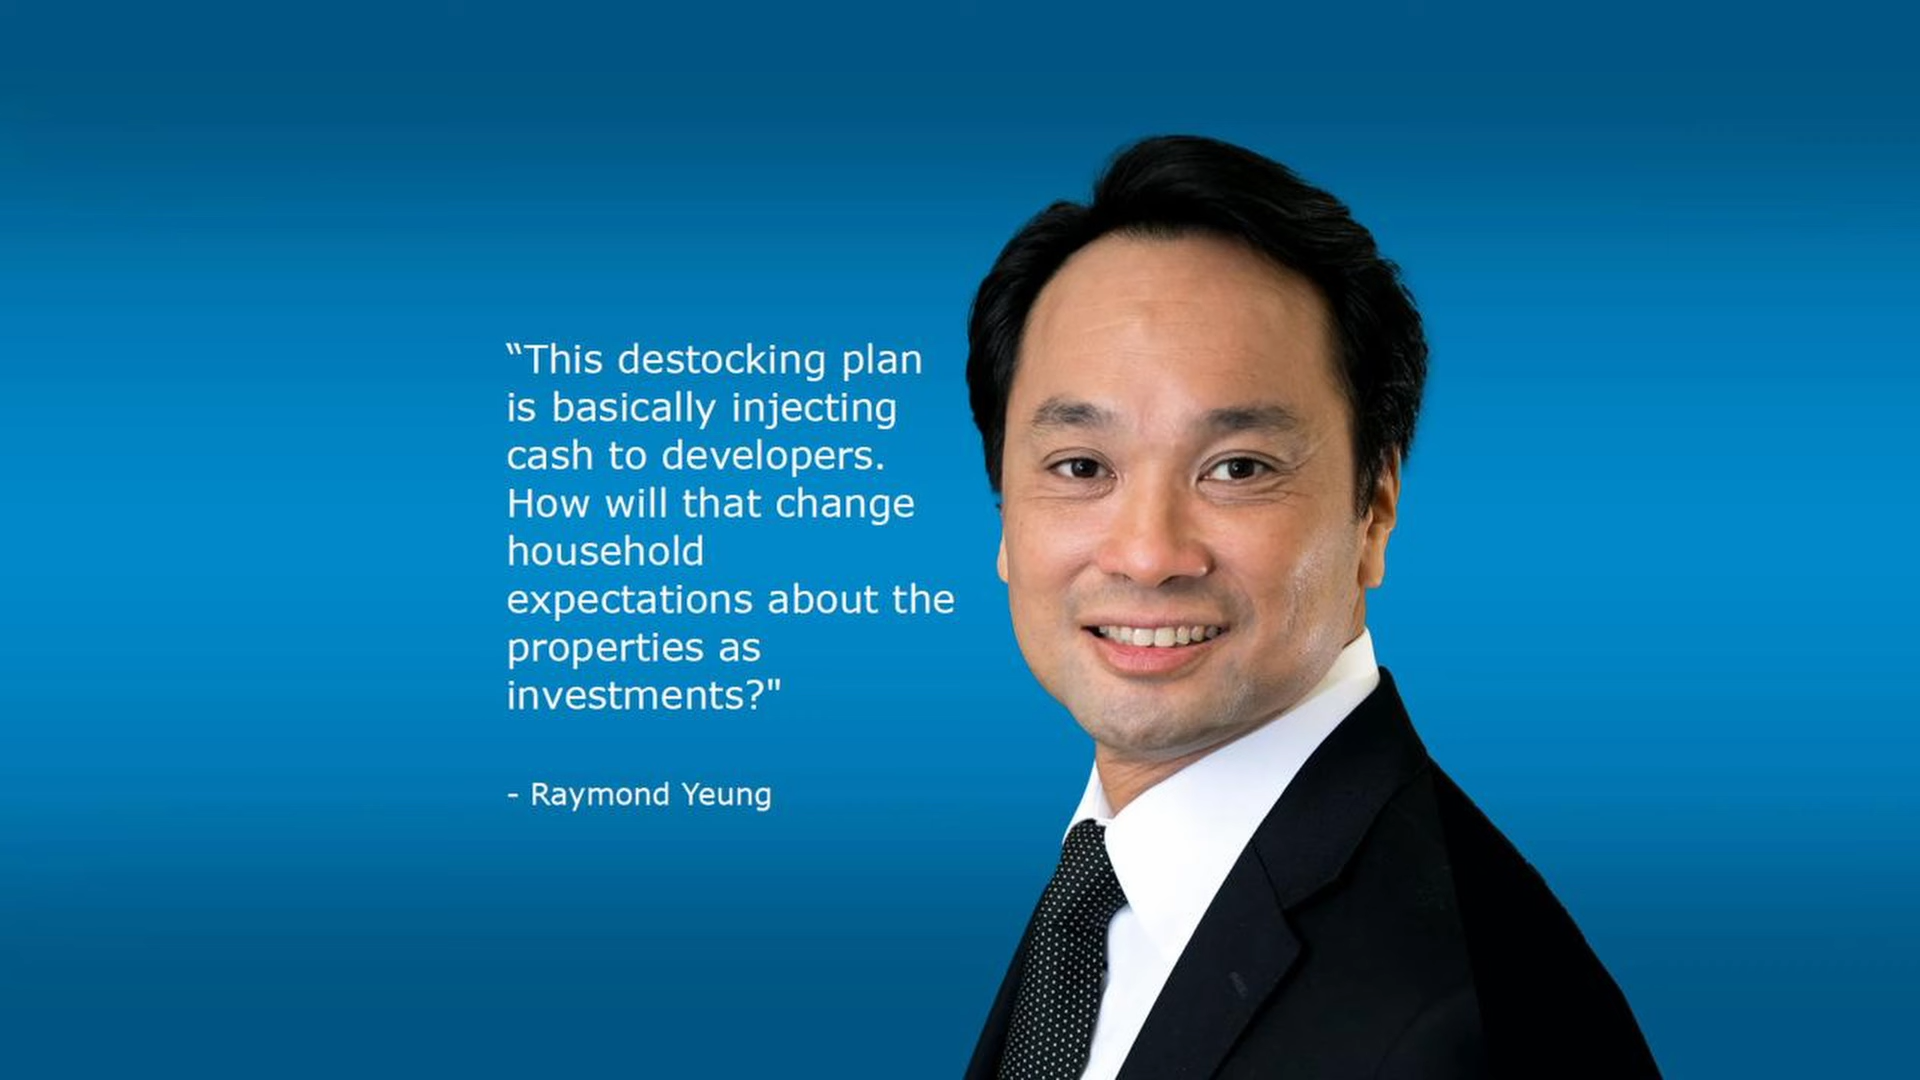 “This destocking plan
is basically injecting
cash to developers.
How will that change
household
expectations about the
properties as
investments?"
- Raymond Yeung